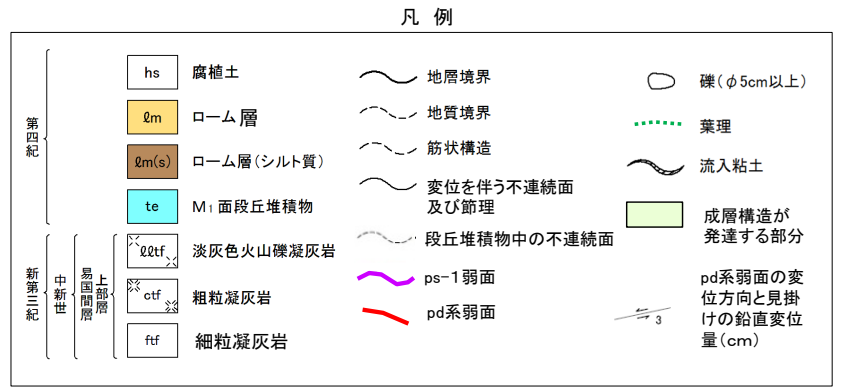 凡 例
第四紀
hs 腐植土
ℓm ローム層
ℓm(s) ローム層(シルト質)
te M₁面段丘堆積物
新第三紀
中新世
易国間層
上部層
ℓℓtf 淡灰色火山礫凝灰岩
ctf 粗粒凝灰岩
ftf 細粒凝灰岩
地層境界
地質境界
筋状構造
変位を伴う不連続面
及び節理
段丘堆積物中の不連続面
ps-1弱面
pd系弱面
礫(φ5cm以上)
葉理
流入粘土
成層構造が
発達する部分
3
pd系弱面の変
位方向と見掛
けの鉛直変位
量(cm)